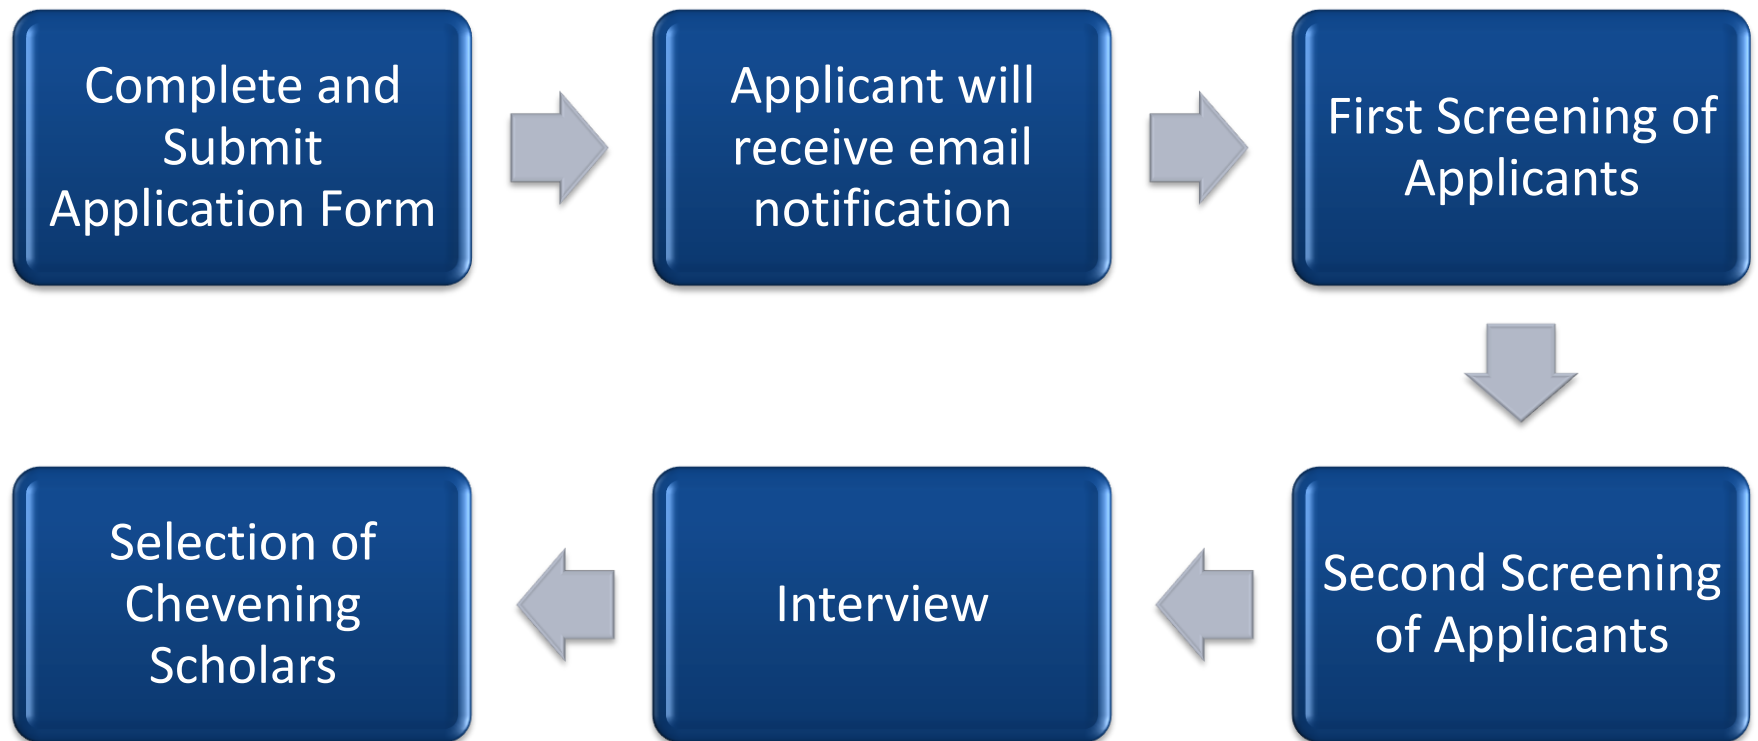 Complete and
Submit
Application Form
Applicant will
receive email
notification
First Screening of
Applicants
Second Screening
of Applicants
Interview
Selection of
Chevening
Scholars